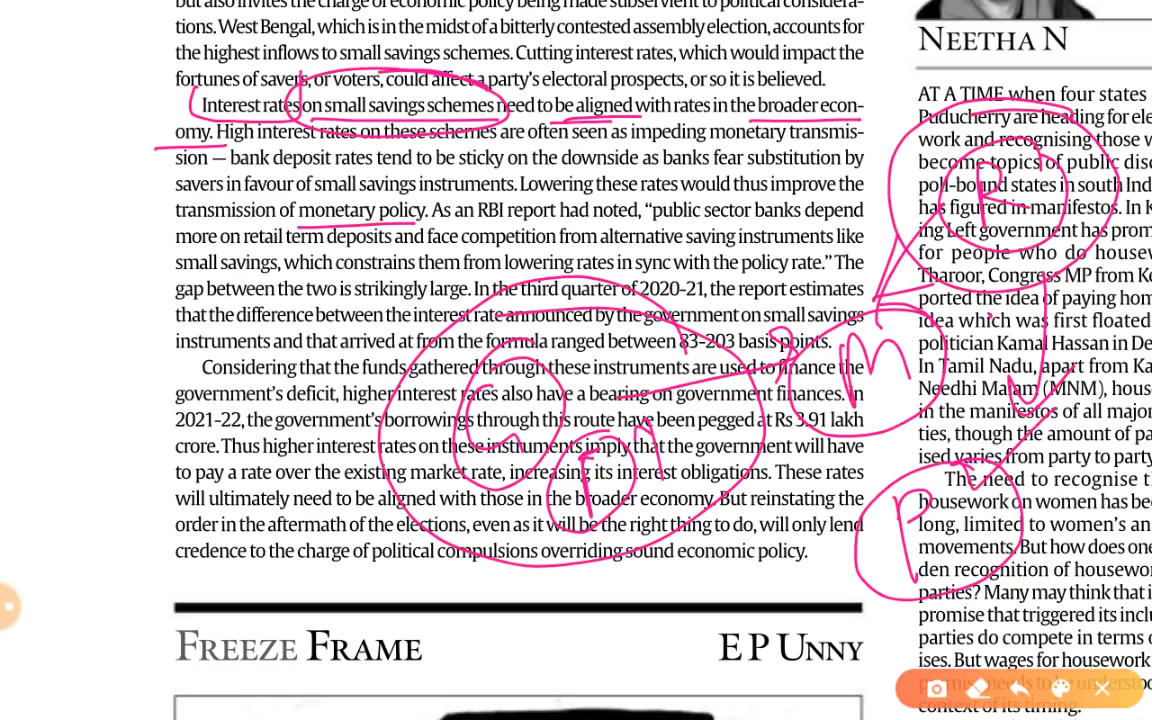 but also invites the charge of economic policy being made subservient to political considera-
tions. West Bengal, which is in the midst of a bitterly contested assembly election, accounts for
the highest inflows to small savings schemes. Cutting interest rates, which would impact the
fortunes of savers, or voters, could affect a party's electoral prospects, or so it is believed.
Interest rates on small savings schemes need to be aligned with rates in the broader econ-
omy. High interest rates on these schemes are often seen as impeding monetary transmis-
sion — bank deposit rates tend to be sticky on the downside as banks fear substitution by
savers in favour of small savings instruments. Lowering these rates would thus improve the
transmission of monetary policy. As an RBI report had noted, “public sector banks depend
more on retail term deposits and face competition from alternative saving instruments like
small savings, which constrains them from lowering rates in sync with the policy rate.” The
gap between the two is strikingly large. In the third quarter of 2020-21, the report estimates
that the difference between the interest rate announced by the government on small savings
instruments and that arrived at from the formula ranged between 83-203 basis points.
Considering that the funds gathered through these instruments are used to finance the
government's deficit, higher interest rates also have a bearing on government finances. In
2021-22, the government's borrowings through this route have been pegged at Rs 3.91 lakh
crore. Thus higher interest rates on these instruments imply that the government will have
to pay a rate over the existing market rate, increasing its interest obligations. These rates
will ultimately need to be aligned with those in the broader economy. But reinstating the
order in the aftermath of the elections, even as it will be the right thing to do, will only lend
credence to the charge of political compulsions overriding sound economic policy.
G
F
M
R
P
FREEZE FRAME
E P UNNY
NEETHA N
AT A TIME when four states
Puducherry are heading for ele
work and recognising those w
become topics of public disc
poll-bound states in south Ind
has figured in manifestos. In K
ing Left government has prom
for people who do housew
Tharoor, Congress MP from Ke
ported the idea of paying hom
idea which was first floated
politician Kamal Hassan in De
In Tamil Nadu, apart from Ka
Needhi Maiam (MNM), hous
in the manifestos of all major
ties, though the amount of pa
ised varies from party to party
The need to recognise t
housework on women has be
long, limited to women's an
movements. But how does one
den recognition of housewor
parties? Many may think that i
promise that triggered its inclu
parties do compete in terms o
ises. But wages for housework
context of its timing.